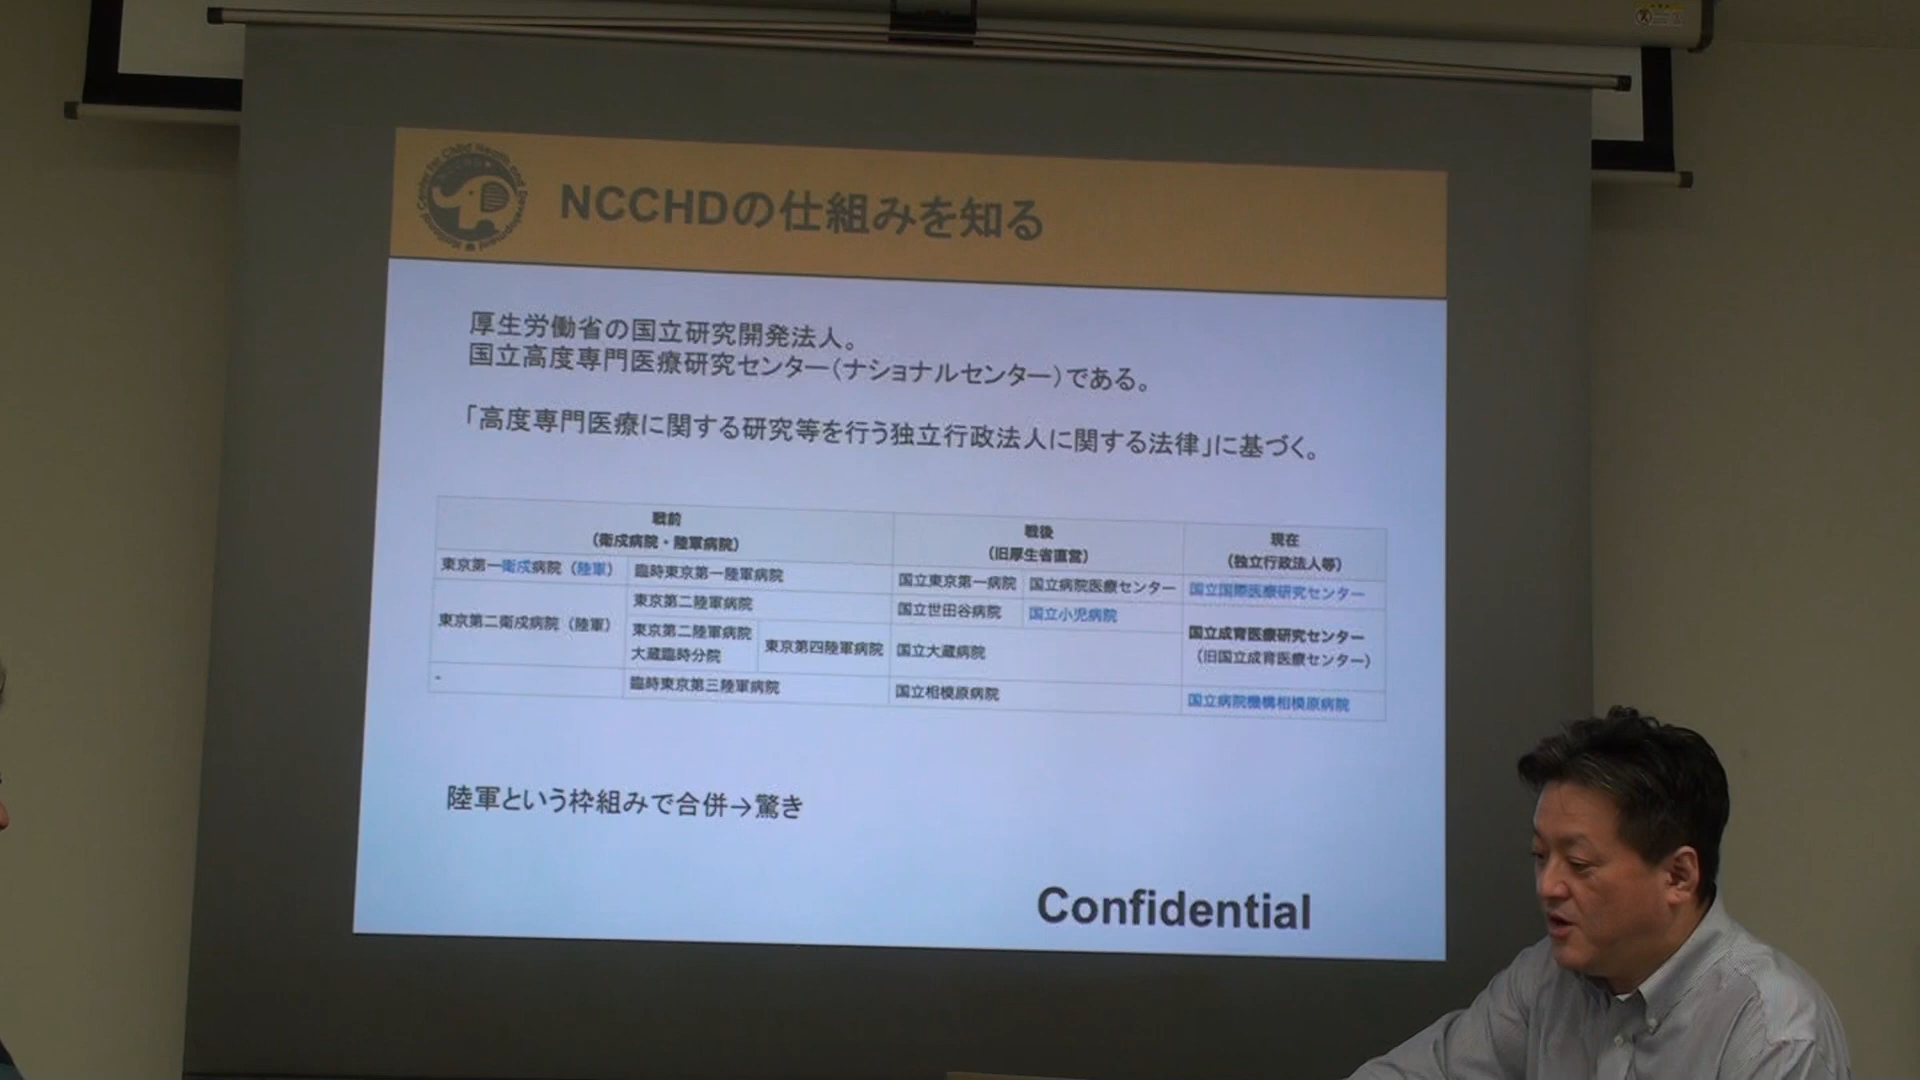 National Center for Child Health and Development
NCCHDの仕組みを知る
厚生労働省の国立研究開発法人。
国立高度専門医療研究センター(ナショナルセンター)である。
「高度専門医療に関する研究等を行う独立行政法人に関する法律」に基づく。
戦前
(衛戍病院・陸軍病院)
戦後
(旧厚生省直営)
現在
(独立行政法人等)
東京第一衛戍病院(陸軍)
臨時東京第一陸軍病院
国立東京第一病院
国立病院医療センター
国立国際医療研究センター
東京第二衛戍病院(陸軍)
東京第二陸軍病院
国立世田谷病院
国立小児病院
国立成育医療研究センター
(旧国立成育医療センター)
東京第二陸軍病院
大蔵臨時分院
東京第四陸軍病院
国立大蔵病院
-
臨時東京第三陸軍病院
国立相模原病院
国立病院機構相模原病院
陸軍という枠組みで合併→驚き
Confidential